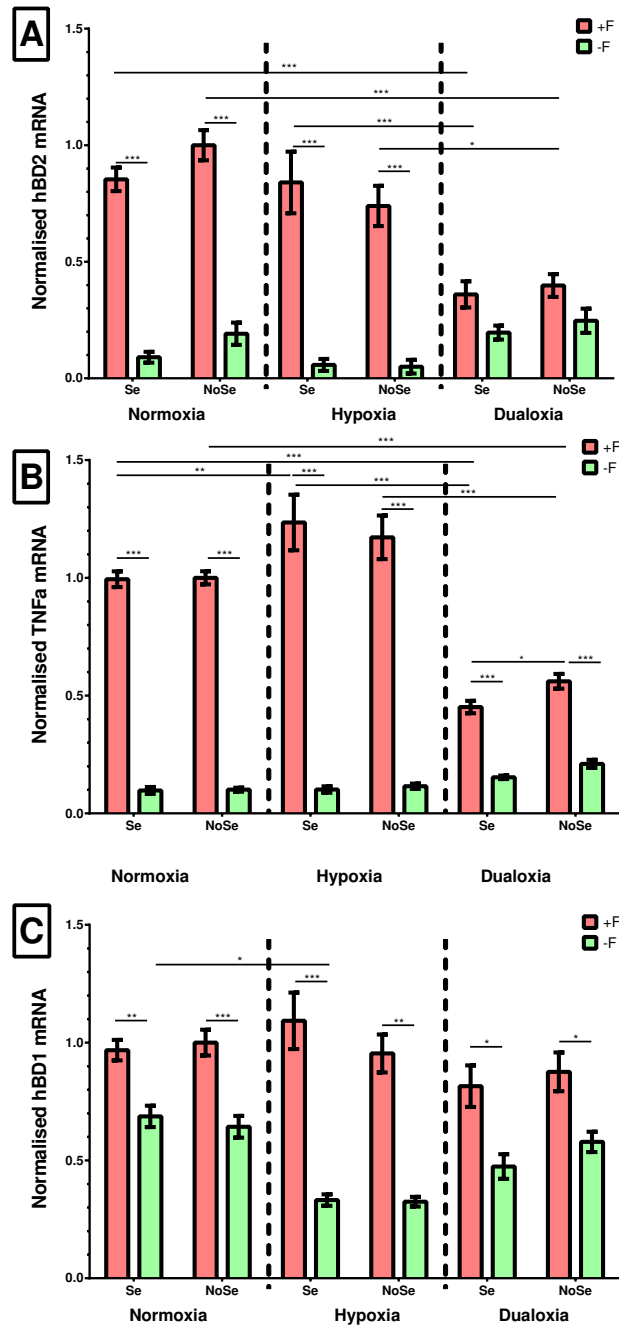 A
Normalised hBD2 mRNA
1.5
1.0
0.5
0.0
+F
-F
***
***
***
***
***
*
***
***
Se NoSe Se NoSe Se NoSe
Normoxia Hypoxia Dualoxia
B
Normalised TNFa mRNA
1.5
1.0
0.5
0.0
+F
-F
***
***
** ***
***
***
***
*** ***
*
*** ***
Se NoSe Se NoSe Se NoSe
Normoxia Hypoxia Dualoxia
C
Normalised hBD1 mRNA
1.5
1.0
0.5
0.0
+F
-F
*
***
** *** **
* *
Se NoSe Se NoSe Se NoSe
Normoxia Hypoxia Dualoxia